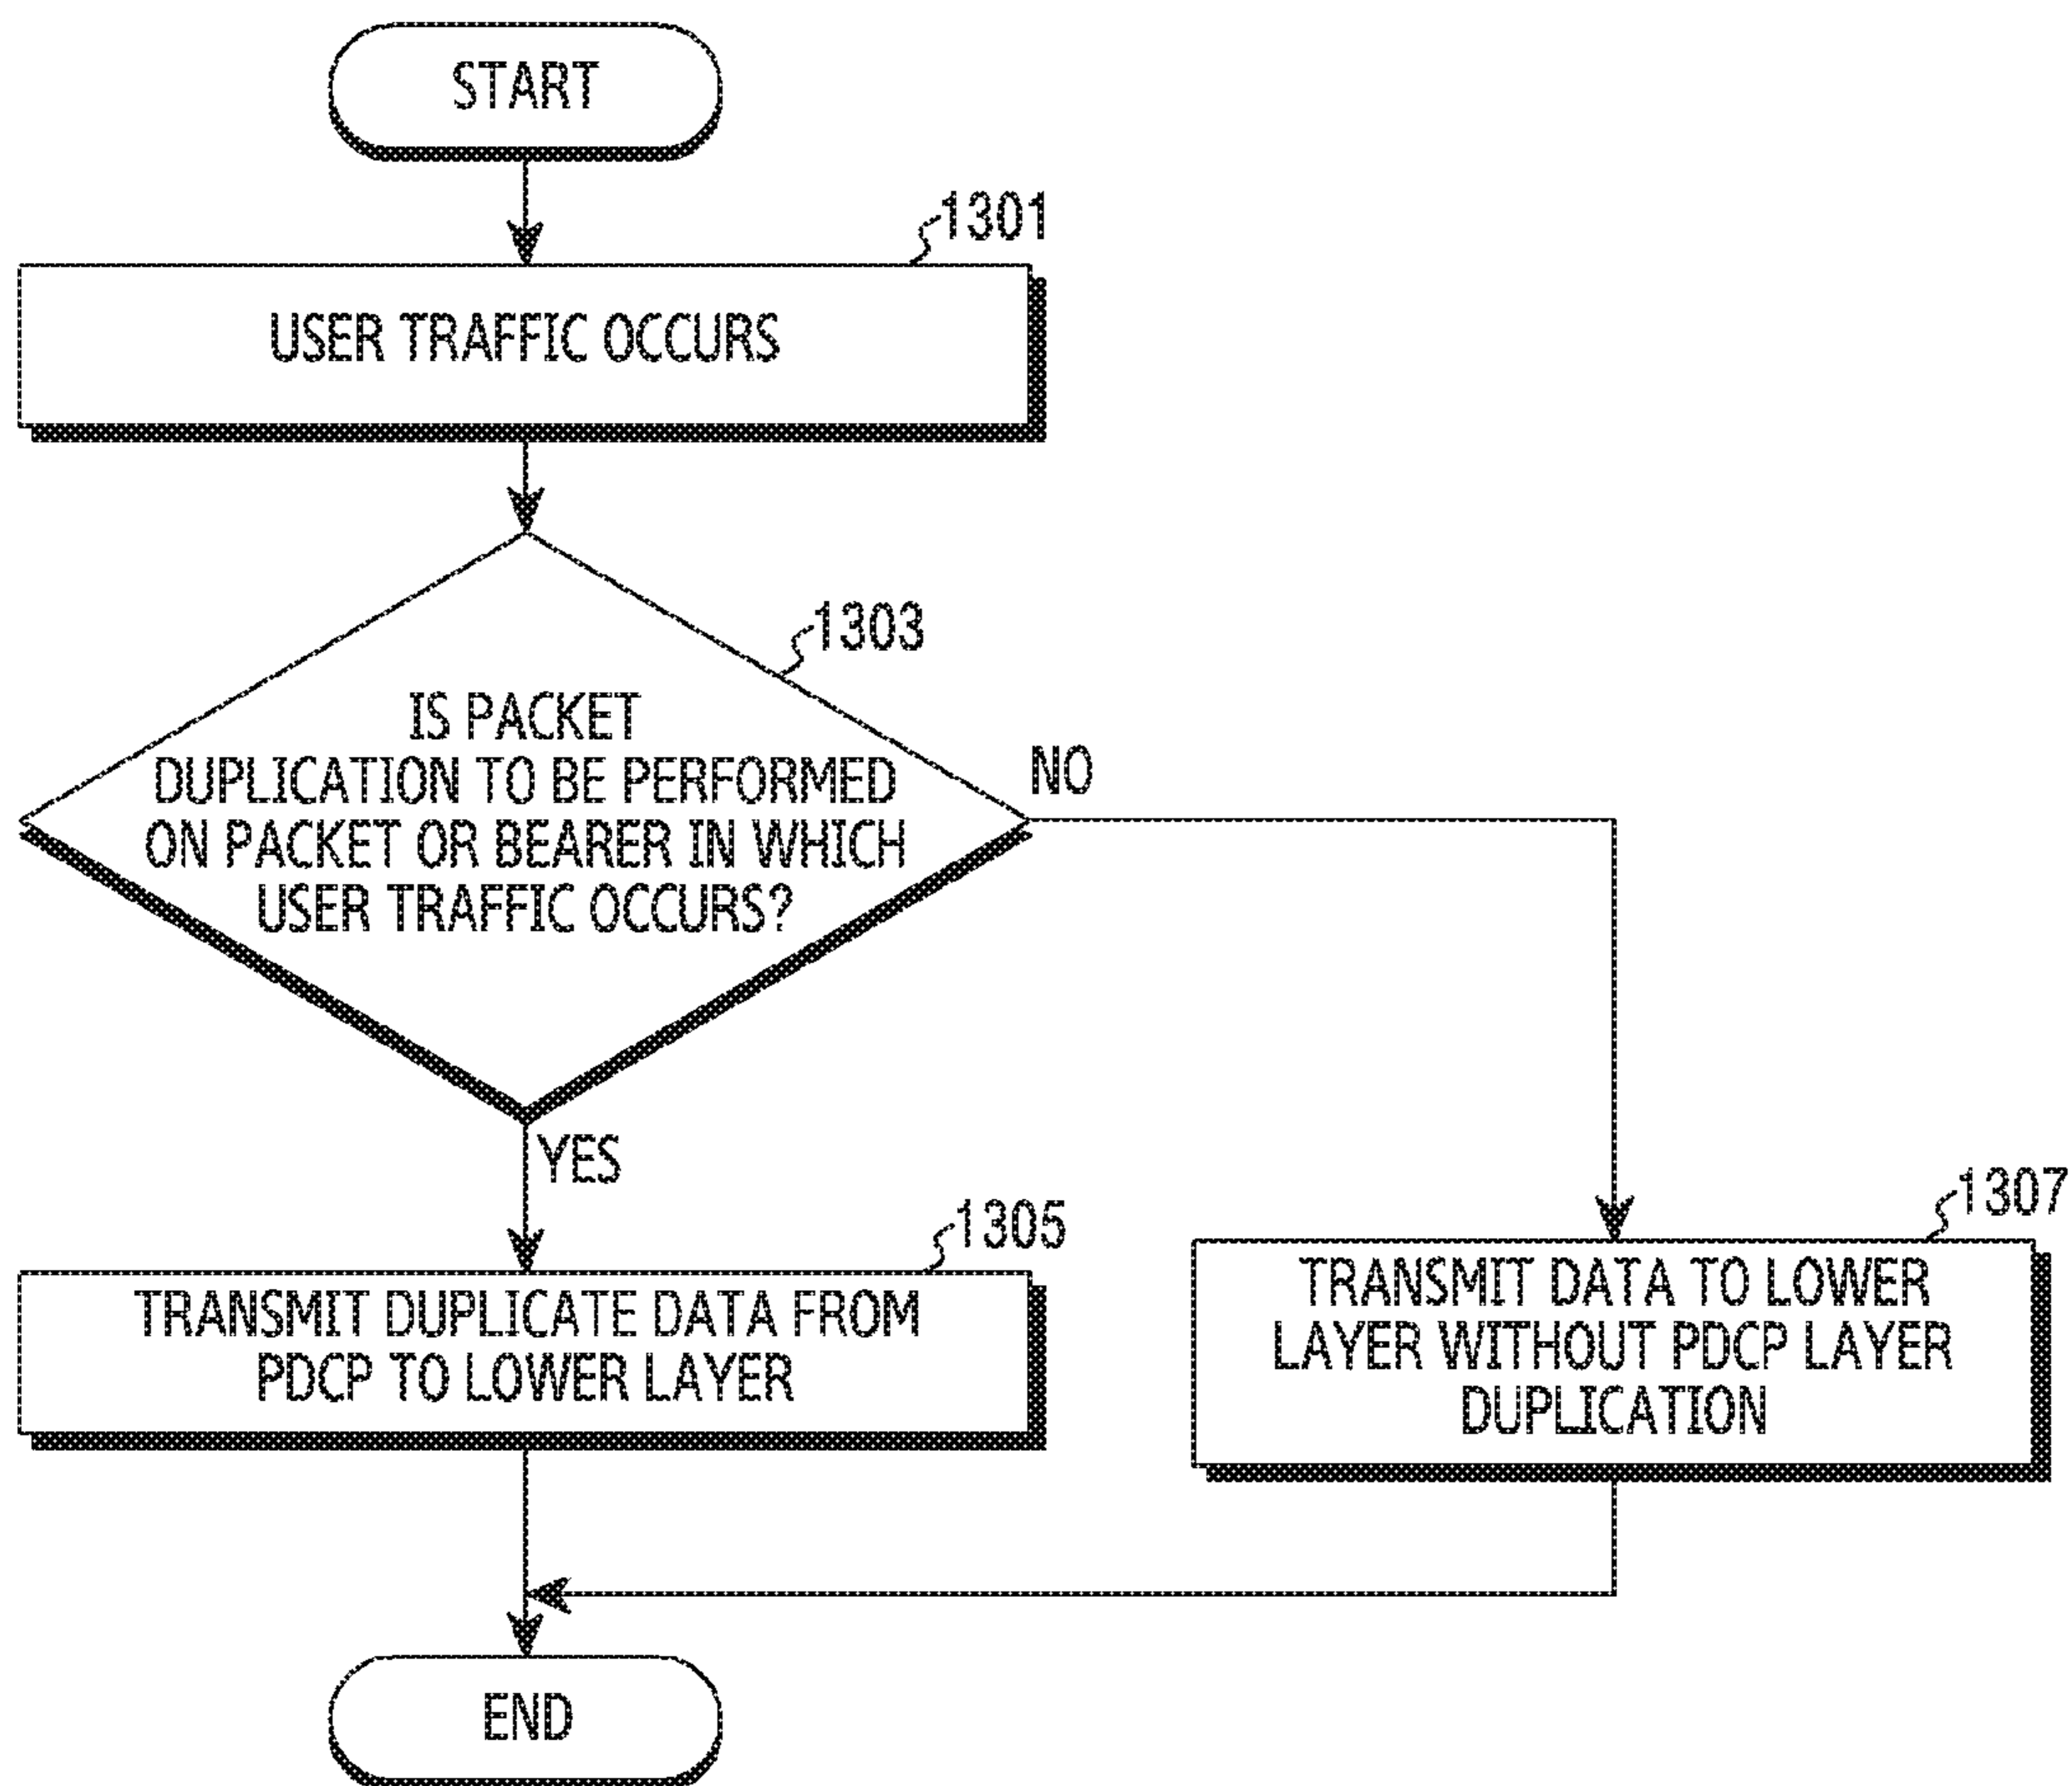 START
1301
USER TRAFFIC OCCURS
1303
IS PACKET
DUPLICATION TO BE PERFORMED
ON PACKET OR BEARER IN WHICH
USER TRAFFIC OCCURS?
NO
YES
1305
TRANSMIT DUPLICATE DATA FROM
PDCP TO LOWER LAYER
1307
TRANSMIT DATA TO LOWER
LAYER WITHOUT PDCP LAYER
DUPLICATION
END